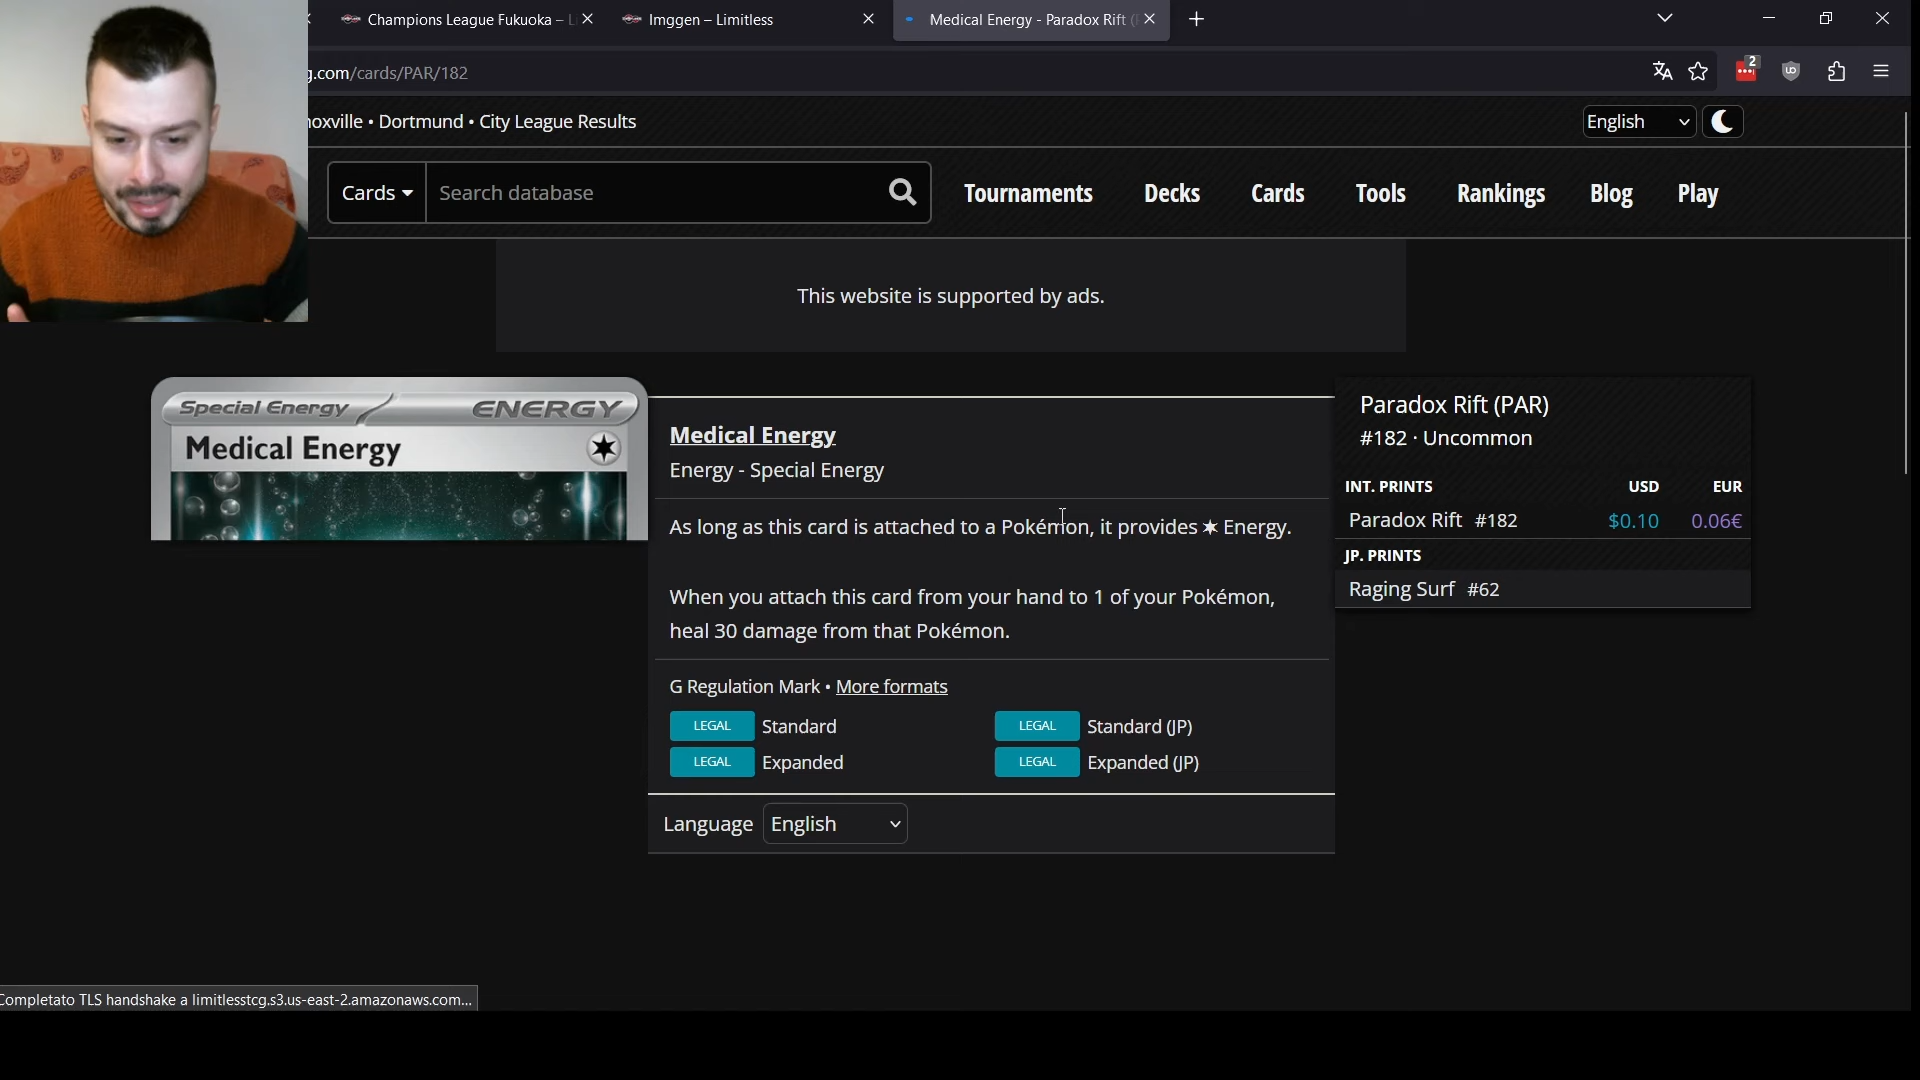 Champions League Fukuoka – L
Imggen – Limitless
Medical Energy - Paradox Rift (
g.com/cards/PAR/182
2
noxville • Dortmund • City League Results
English
Cards
Search database
Tournaments
Decks
Cards
Tools
Rankings
Blog
Play
This website is supported by ads.
Special Energy
ENERGY
Medical Energy
Medical Energy
Energy - Special Energy
As long as this card is attached to a Pokémon, it provides ✶ Energy.
When you attach this card from your hand to 1 of your Pokémon,
heal 30 damage from that Pokémon.
G Regulation Mark • More formats
LEGAL Standard
LEGAL Standard (JP)
LEGAL Expanded
LEGAL Expanded (JP)
Language English
Paradox Rift (PAR)
#182 · Uncommon
INT. PRINTS USD EUR
Paradox Rift #182 $0.10 0.06€
JP. PRINTS
Raging Surf #62
Completato TLS handshake a limitlesstcg.s3.us-east-2.amazonaws.com...